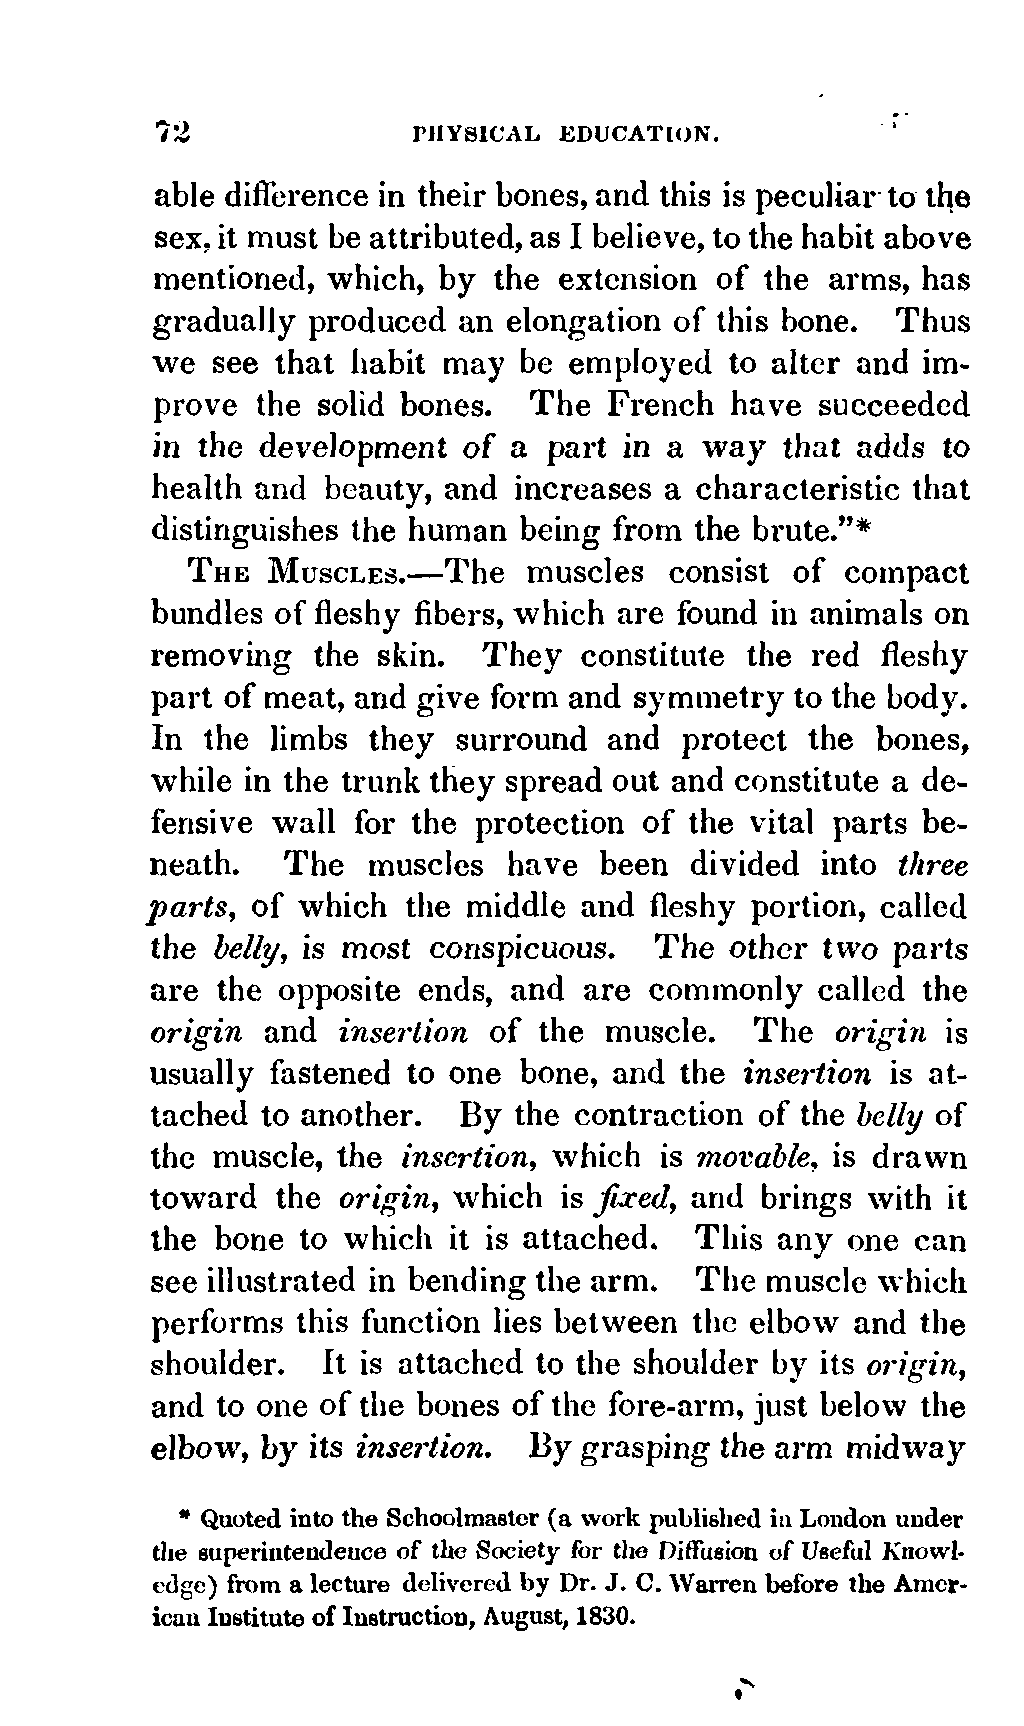 72 PHYSICAL EDUCATION.
able difference in their bones, and this is peculiar to the
sex, it must be attributed, as I believe, to the habit above
mentioned, which, by the extension of the arms, has
gradually produced an elongation of this bone. Thus
we see that habit may be employed to alter and im-
prove the solid bones. The French have succeeded
in the development of a part in a way that adds to
health and beauty, and increases a characteristic that
distinguishes the human being from the brute."*
THE MUSCLES.—The muscles consist of compact
bundles of fleshy fibers, which are found in animals on
removing the skin. They constitute the red fleshy
part of meat, and give form and symmetry to the body.
In the limbs they surround and protect the bones,
while in the trunk they spread out and constitute a de-
fensive wall for the protection of the vital parts be-
neath. The muscles have been divided into three
parts, of which the middle and fleshy portion, called
the belly, is most conspicuous. The other two parts
are the opposite ends, and are commonly called the
origin and insertion of the muscle. The origin is
usually fastened to one bone, and the insertion is at-
tached to another. By the contraction of the belly of
the muscle, the insertion, which is movable, is drawn
toward the origin, which is fixed, and brings with it
the bone to which it is attached. This any one can
see illustrated in bending the arm. The muscle which
performs this function lies between the elbow and the
shoulder. It is attached to the shoulder by its origin,
and to one of the bones of the fore-arm, just below the
elbow, by its insertion. By grasping the arm midway
* Quoted into the Schoolmaster (a work published in London under
the superintendence of the Society for the Diffusion of Useful Knowl-
edge) from a lecture delivered by Dr. J. C. Warren before the Amer-
ican Institute of Instruction, August, 1830.